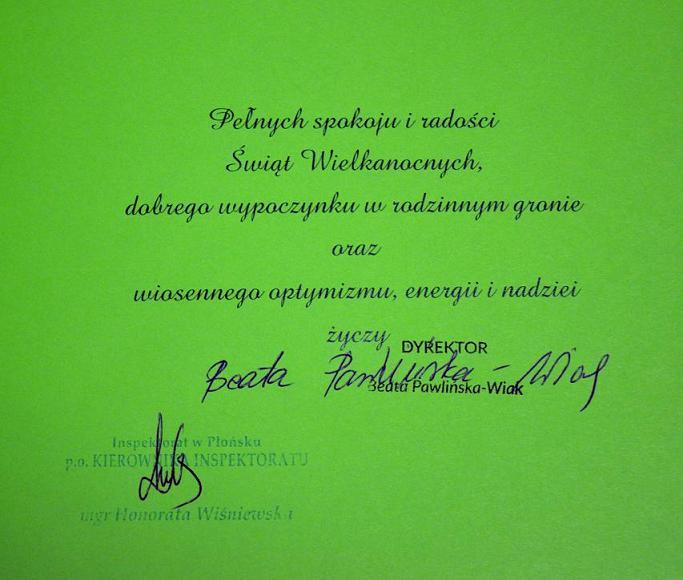 Pełnych spokoju i radości
Świąt Wielkanocnych,
dobrego wypoczynku w rodzinnym gronie
oraz
wiosennego optymizmu, energii i nadziei
życzy
DYREKTOR
Beata Pawlińska-Wiak
Beata Pawlińska-Wiak
Inspektorat w Płońsku
p.o. KIEROWNIKA INSPEKTORATU
mgr Honorata Wiśniewska